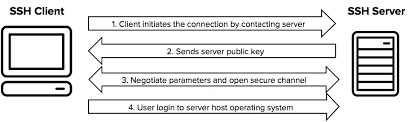 SSH Client
SSH Server
1. Client initiates the connection by contacting server
2. Sends server public key
3. Negotiate parameters and open secure channel
4. User login to server host operating system